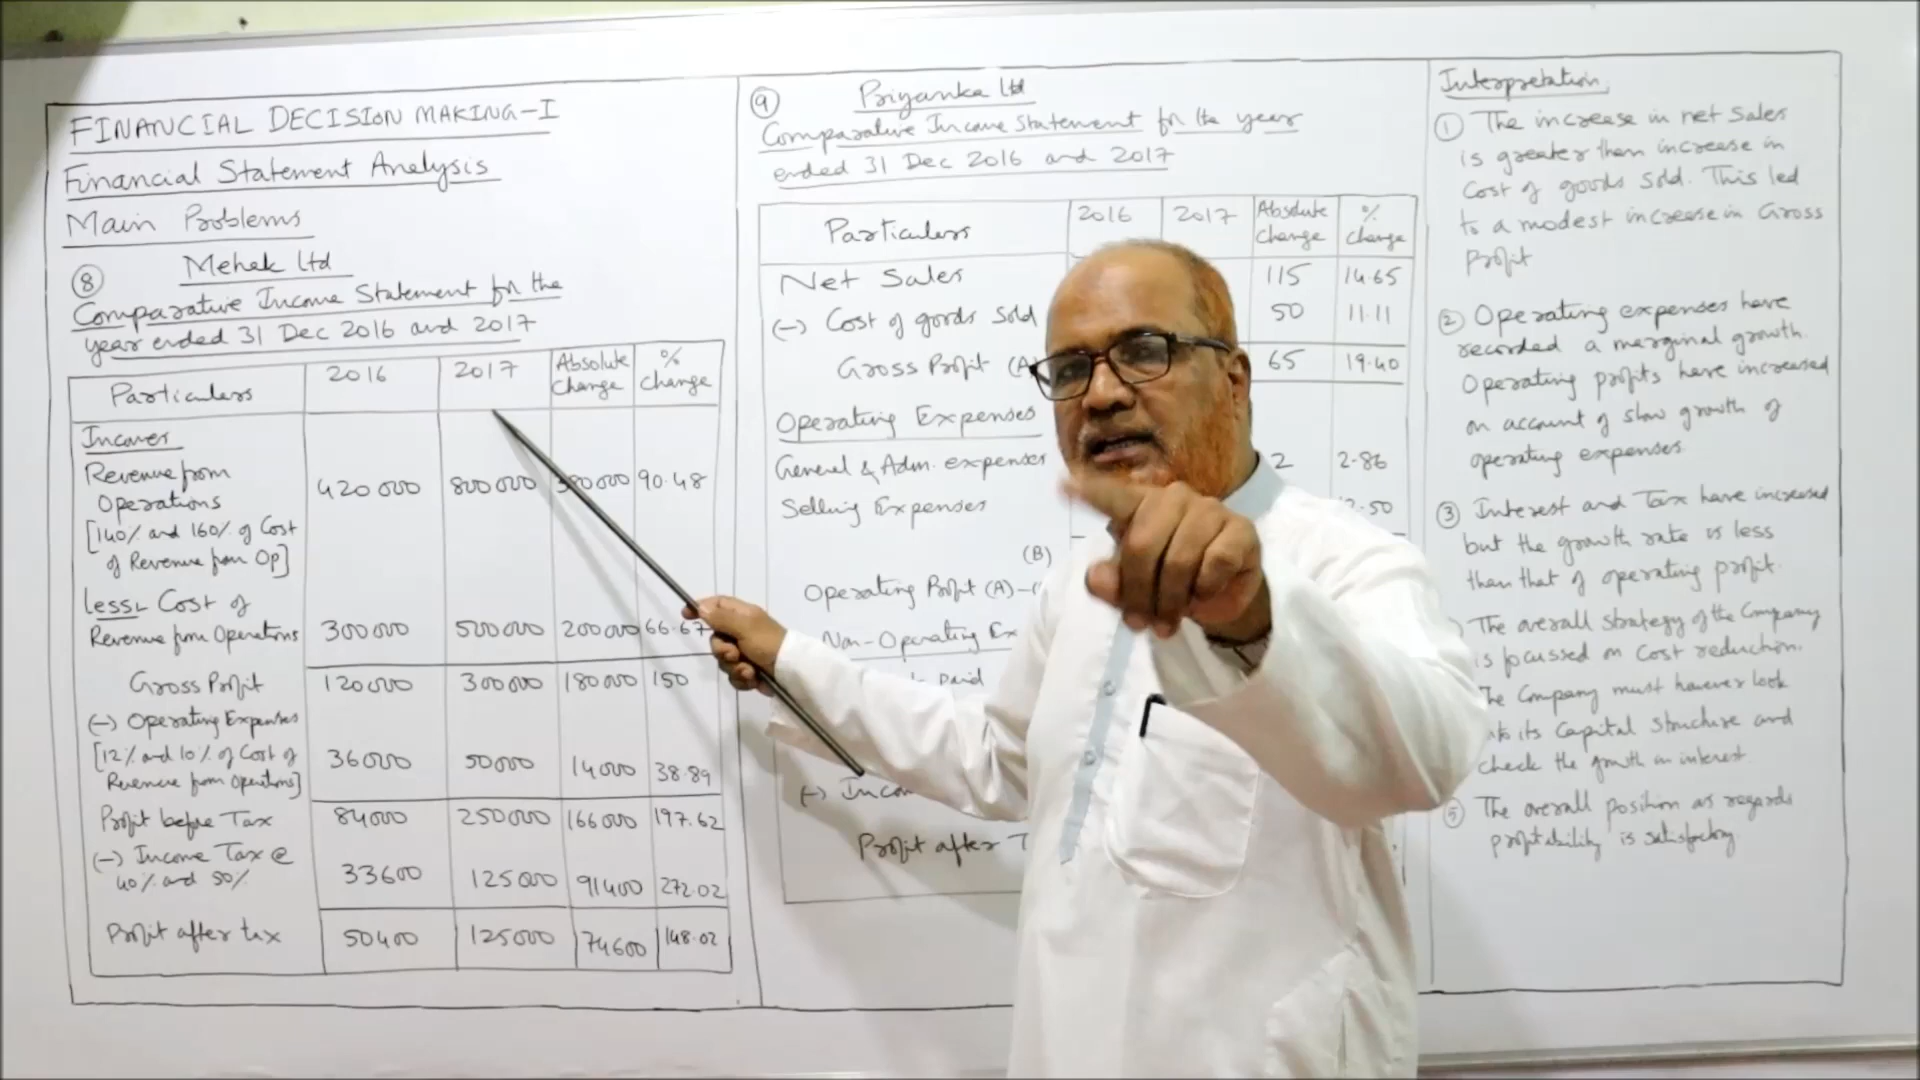 FINANCIAL DECISION MAKING-I
Financial Statement Analysis
Main Problems
⑧ Mehek Ltd
Comparative Income Statement for the
year ended 31 Dec 2016 and 2017
Particulars 2016 2017 Absolute Change % Change
Incomes
Revenue from
Operations 420000 800000 380000 90.48
[140% and 160% of Cost
of Revenue from Op]
less:- Cost of
Revenue from Operations 300000 500000 200000 66.67
Gross Profit 120000 300000 180000 150
(-) Operating Expenses
[12% and 10% of Cost of 36000 50000 14000 38.89
Revenue from Operations]
Profit before Tax 84000 250000 166000 197.62
(-) Income Tax @
40% and 50% 33600 125000 91400 272.02
Profit after tax 50400 125000 74600 148.02
⑨ Priyanka Ltd
Comparative Income Statement for the year
ended 31 Dec 2016 and 2017
Particulars 2016 2017 Absolute Change % Change
Net Sales 115 14.65
(-) Cost of goods Sold 50 11.11
Gross Profit (A 65 19.40
Operating Expenses
General & Adm. expenses 2 2.86
Selling Expenses 2.50
(B)
Operating Profit (A)-(
Non-Operating Ex
paid
(-) Incom
Profit after T
Interpretation:
① The increase in net Sales
is greater than increase in
Cost of goods Sold. This led
to a modest increase in Gross
Profit
② Operating expenses have
recorded a marginal growth.
Operating profits have increased
on account of slow growth of
operating expenses
③ Interest and Tax have increased
but the growth rate is less
than that of operating profit.
The overall strategy of the Company
is focussed on Cost reduction.
The Company must however look
its Capital Structure and
check the growth in interest
⑤ The overall position as regards
profitability is satisfactory